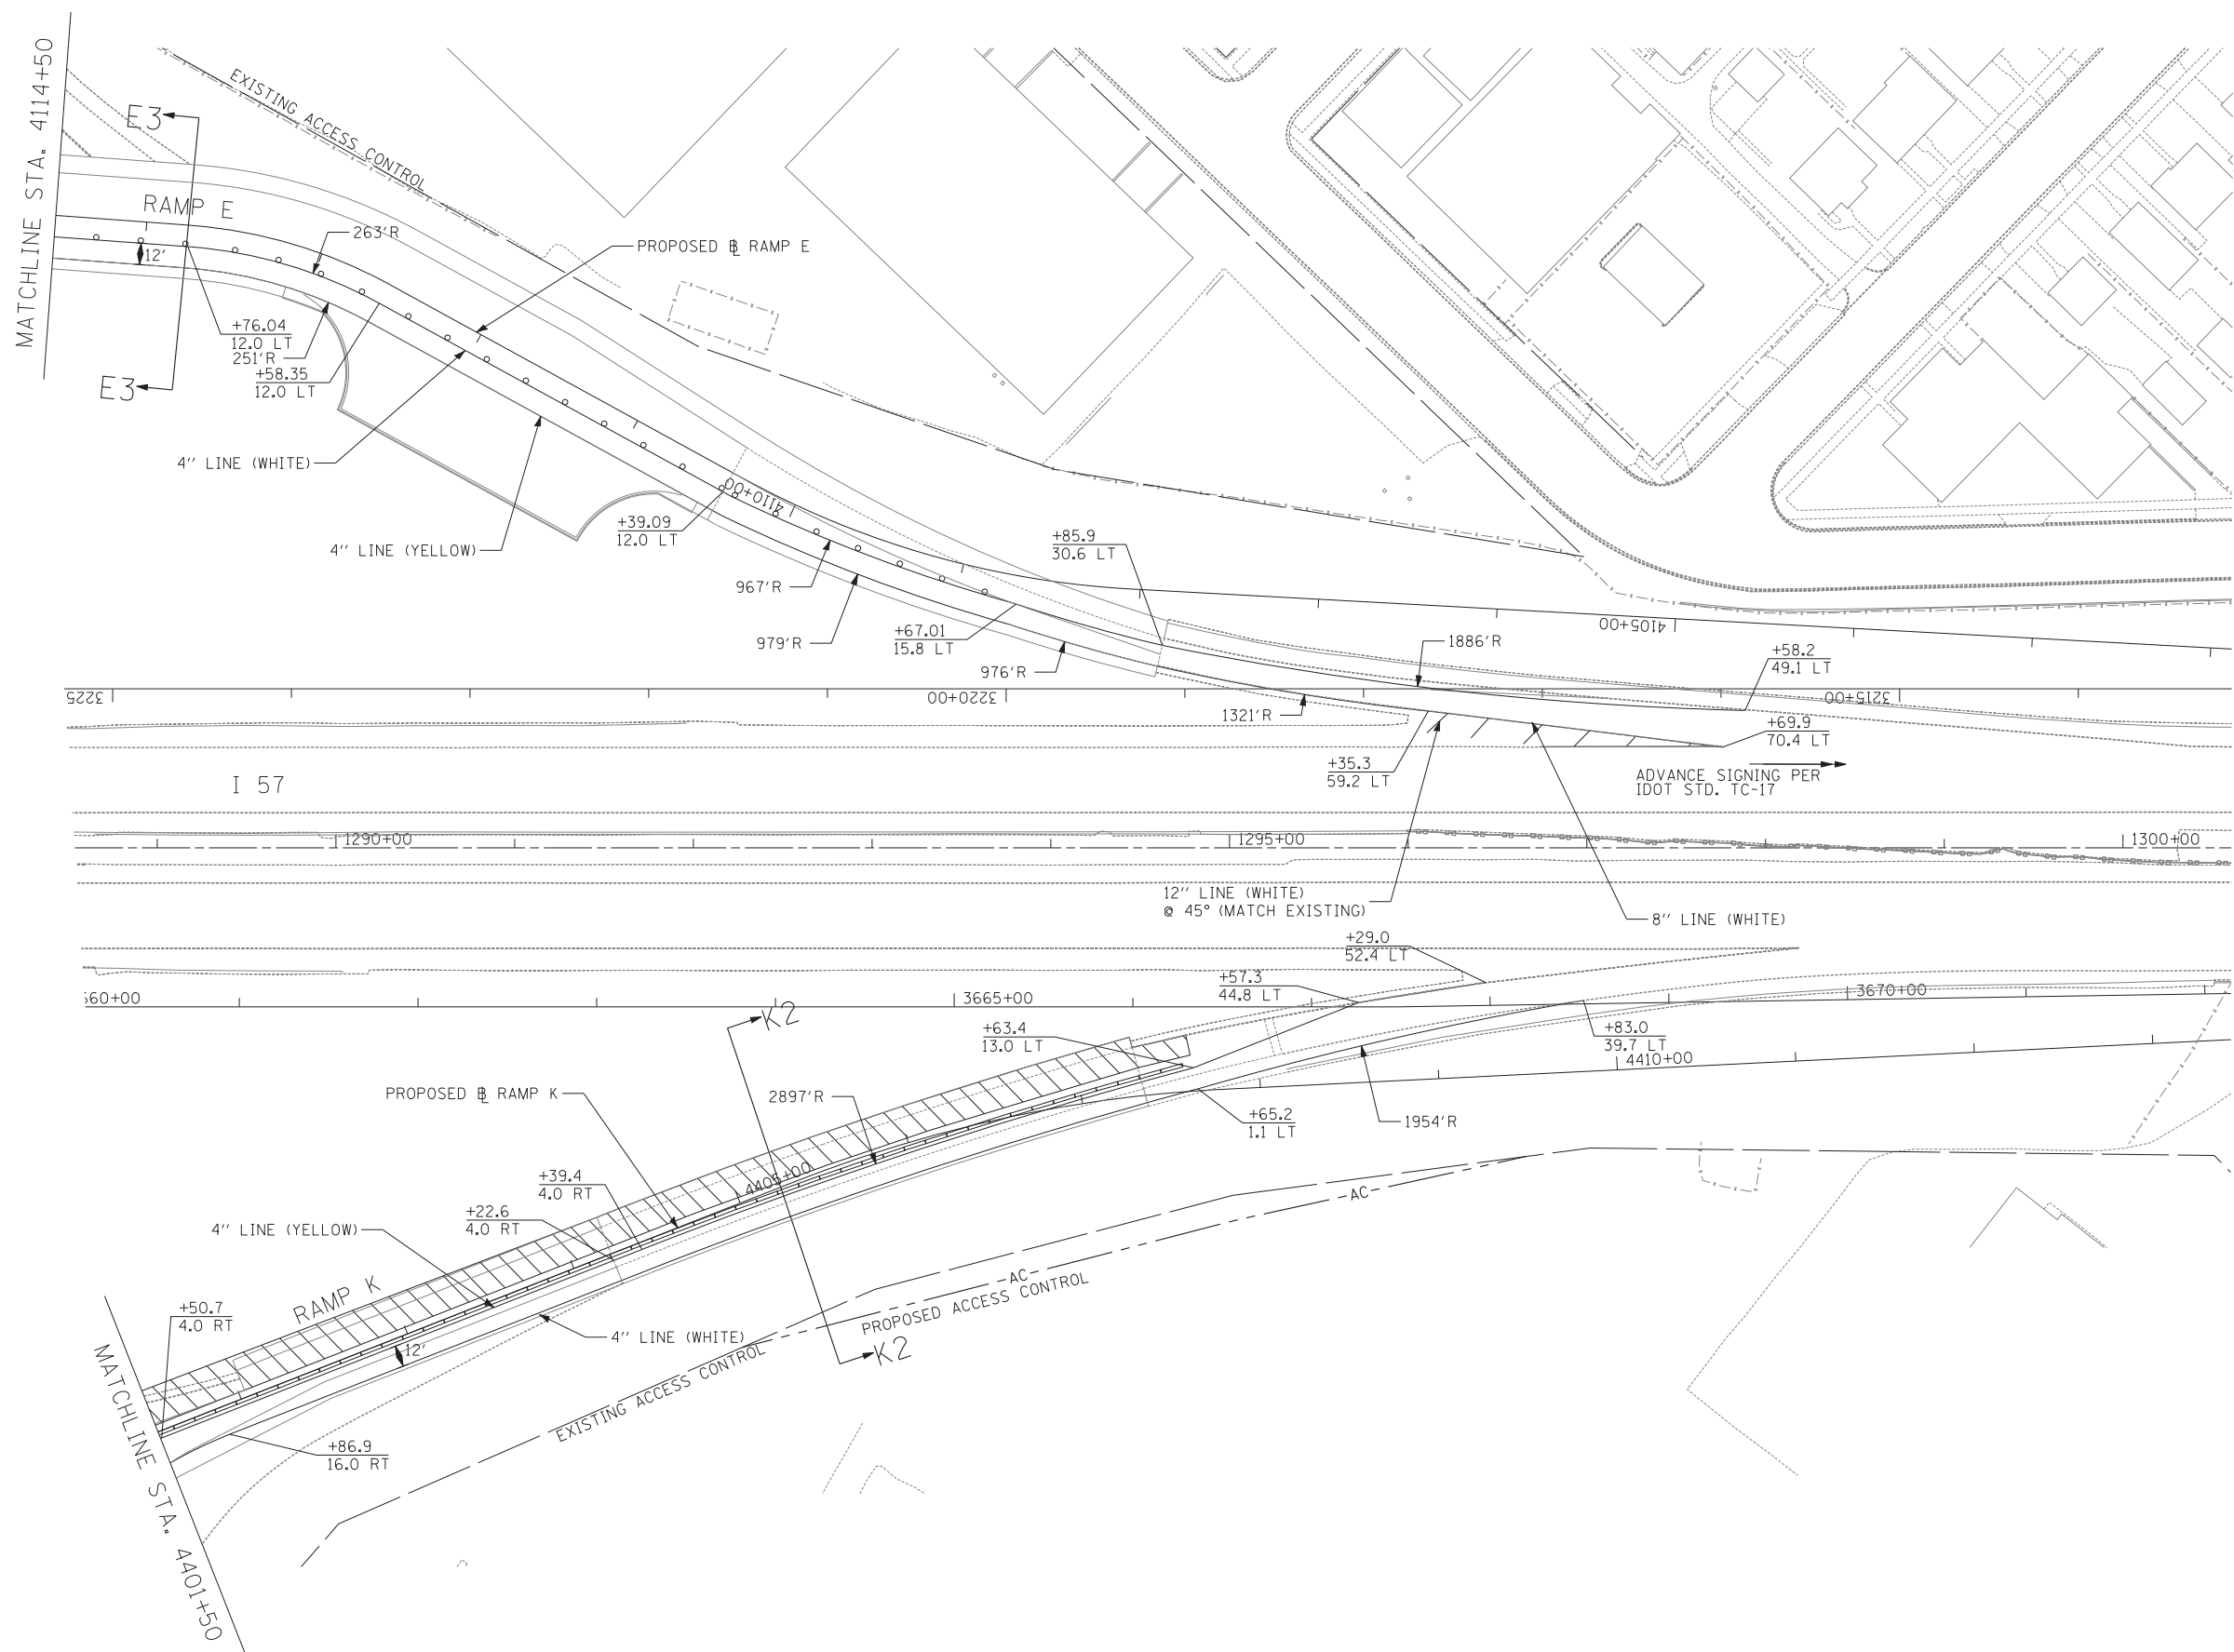 MATCHLINE STA. 4114+50
E3
EXISTING ACCESS CONTROL
RAMP E
263'R
PROPOSED ℄ RAMP E
12'
+76.04
12.0 LT
251'R
+58.35
12.0 LT
E3
4'' LINE (WHITE)
4110+00
+39.09
12.0 LT
4'' LINE (YELLOW)
+85.9
30.6 LT
967'R
979'R
+67.01
15.8 LT
976'R
4105+00
1886'R
+58.2
49.1 LT
3225
3220+00
3215+00
1321'R
+69.9
70.4 LT
+35.3
59.2 LT
ADVANCE SIGNING PER
IDOT STD. TC-17
I 57
1290+00
1295+00
1300+00
12'' LINE (WHITE)
@ 45° (MATCH EXISTING)
8'' LINE (WHITE)
+29.0
52.4 LT
+57.3
44.8 LT
560+00
3665+00
3670+00
K2
+63.4
13.0 LT
+83.0
39.7 LT
4410+00
PROPOSED ℄ RAMP K
2897'R
+65.2
1.1 LT
1954'R
4405+00
+39.4
4.0 RT
+22.6
4.0 RT
4'' LINE (YELLOW)
AC
AC
PROPOSED ACCESS CONTROL
RAMP K
+50.7
4.0 RT
4'' LINE (WHITE)
12'
K2
EXISTING ACCESS CONTROL
+86.9
16.0 RT
MATCHLINE STA. 4401+50